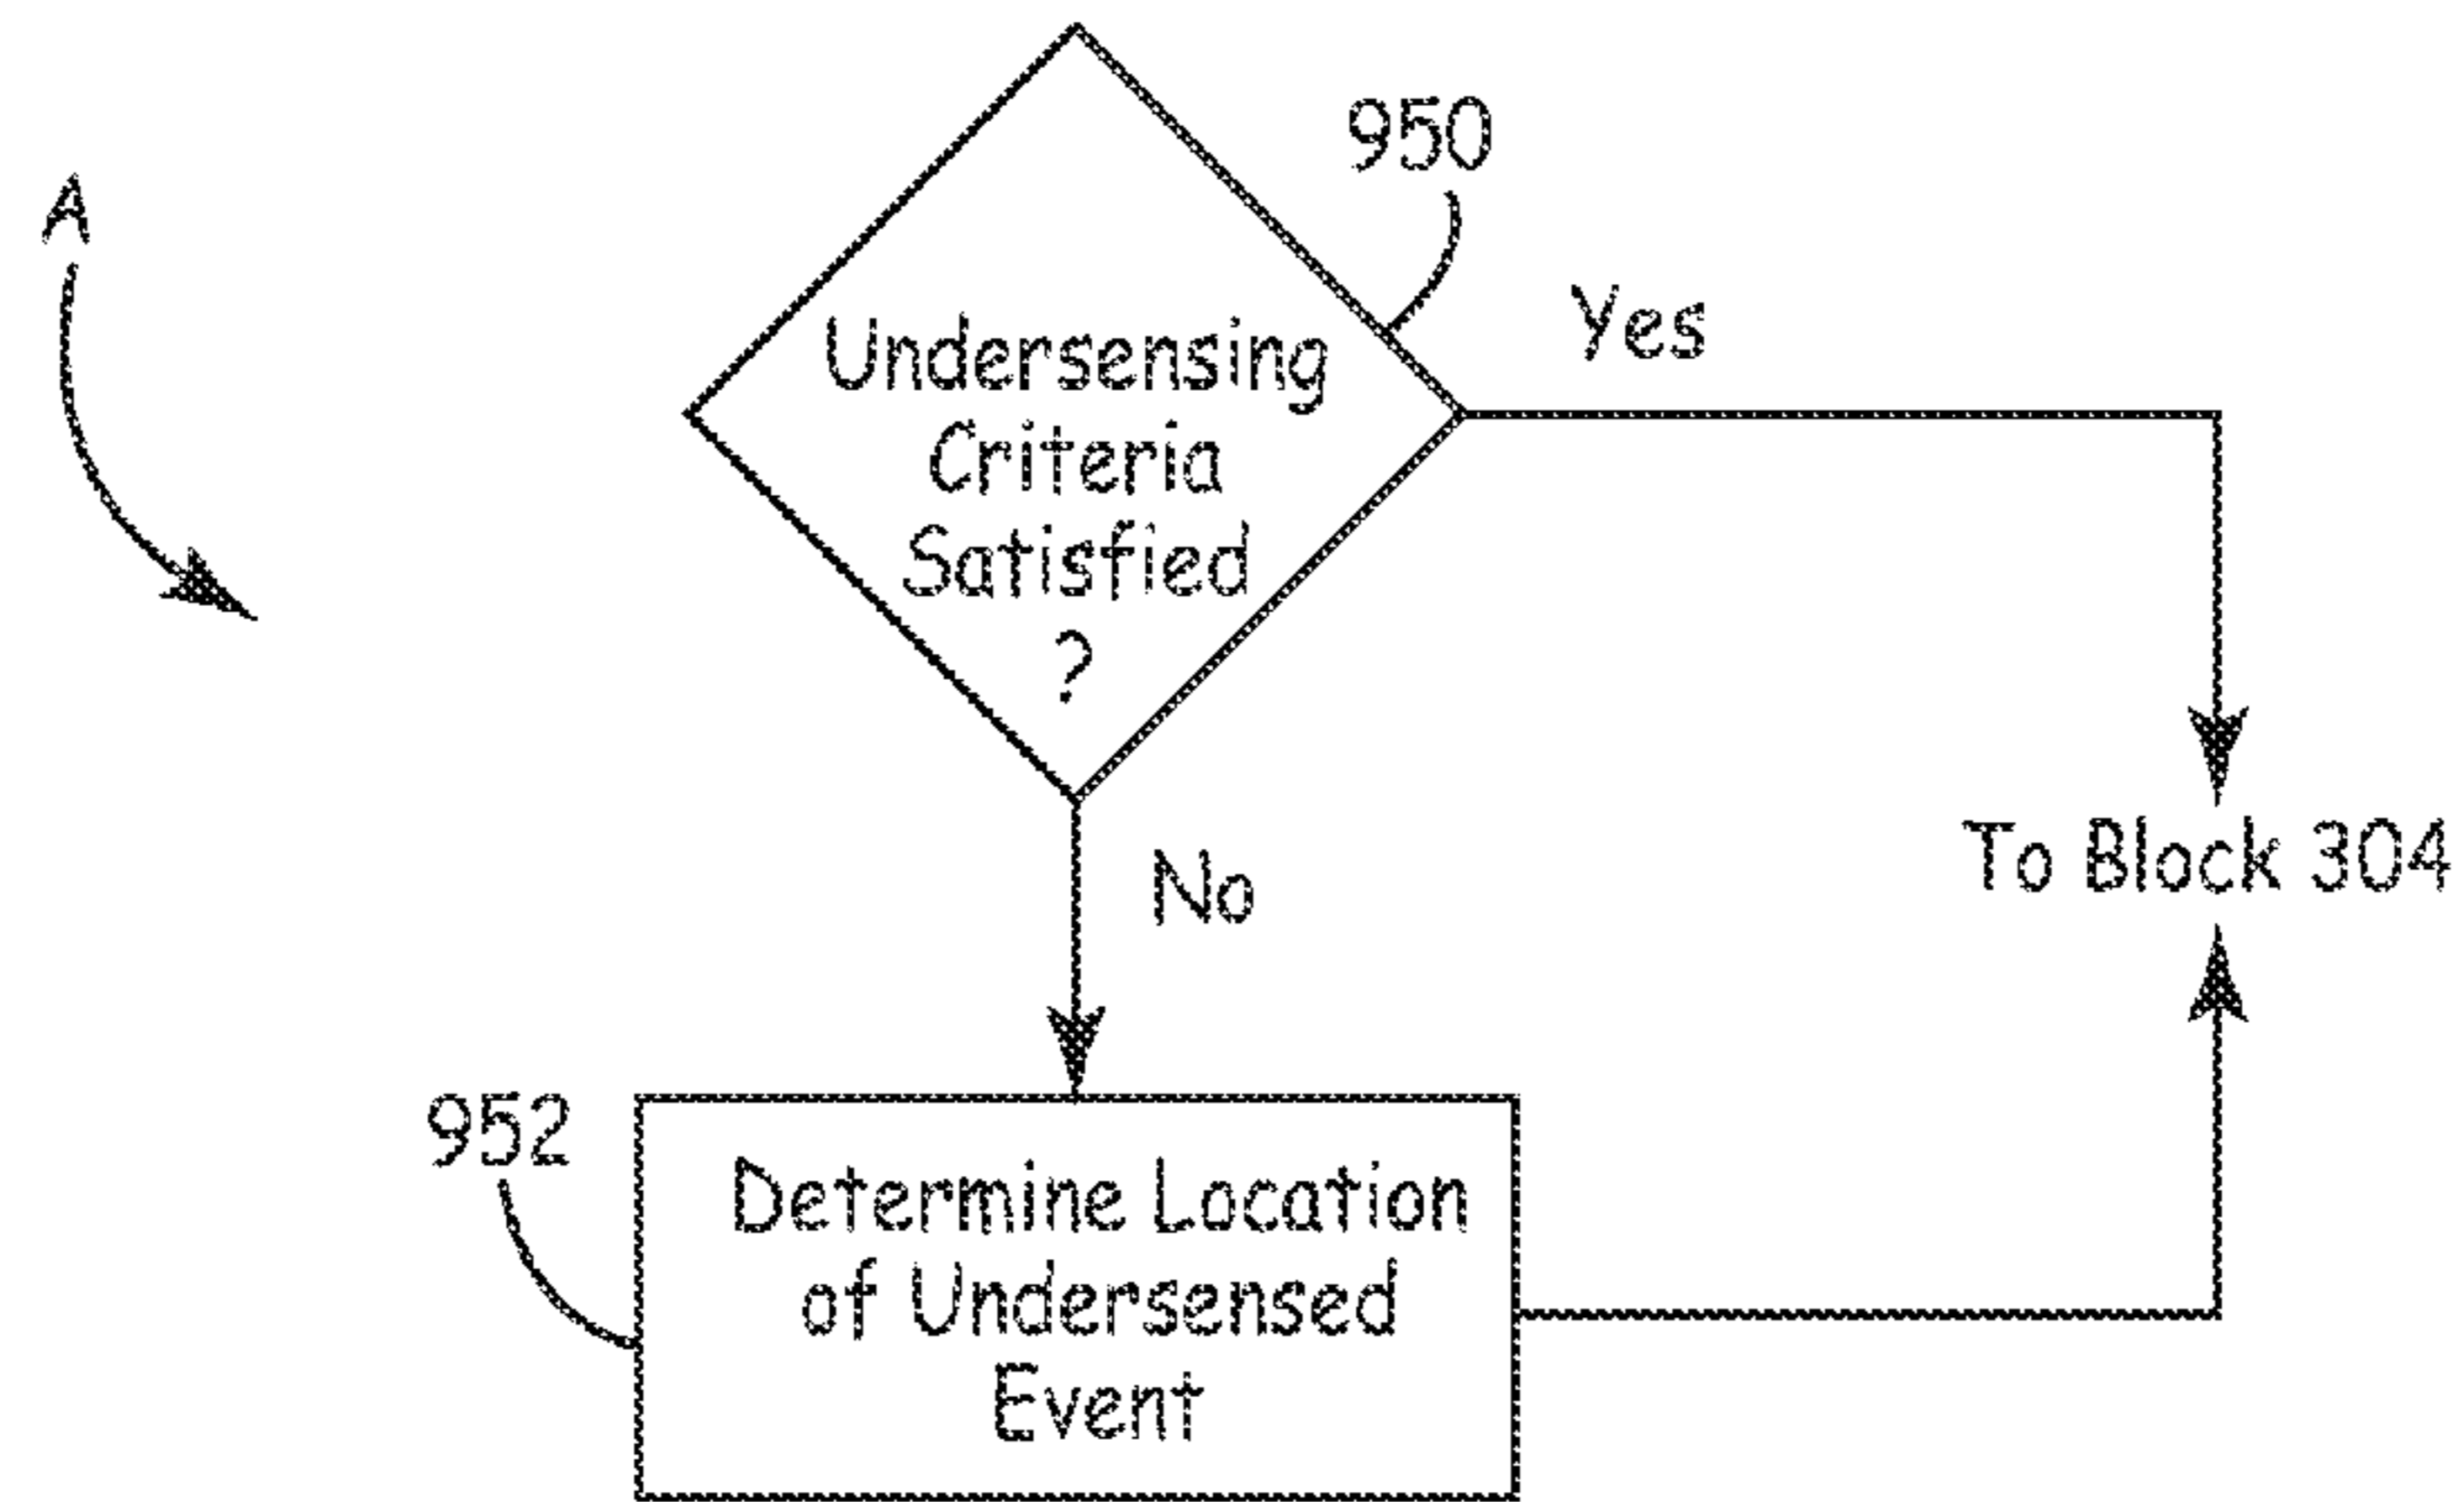 950
A
Yes
Undersensing
Criteria
Satisfied
?
To Block 304
No
952
Determine Location
of Undersensed
Event